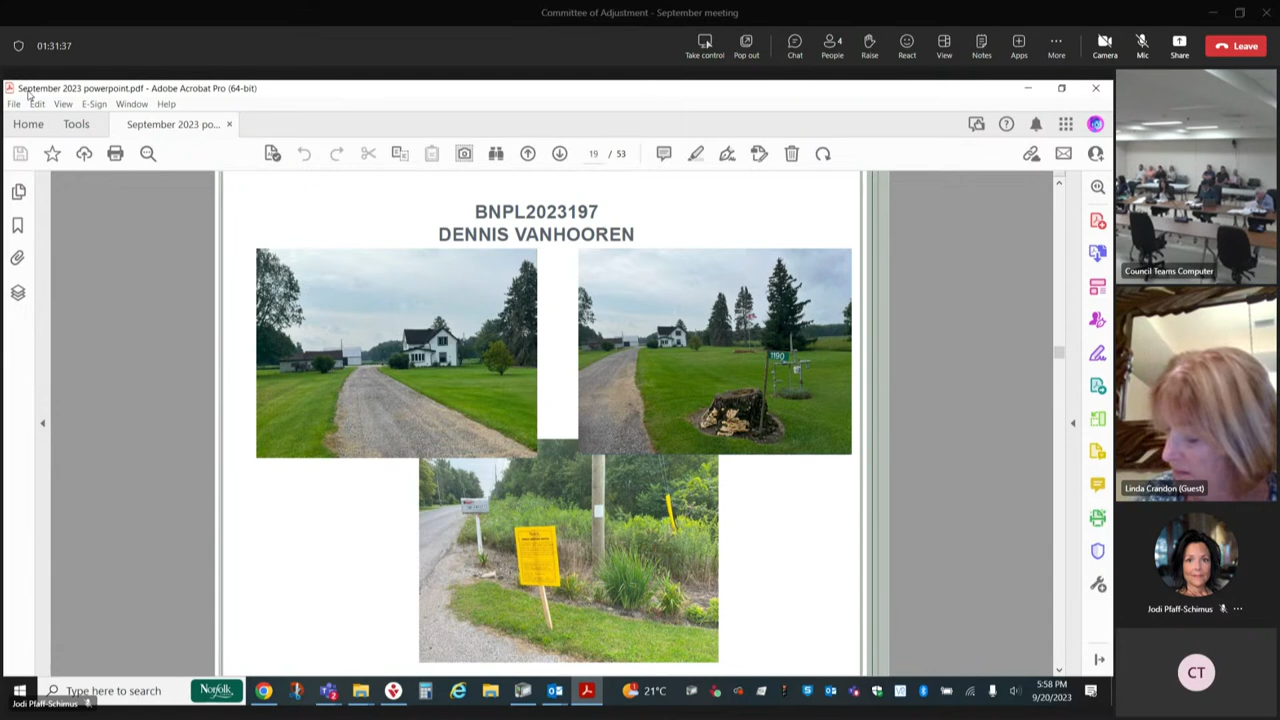 Committee of Adjustment - September meeting
01:31:37
Take control
Pop out
Chat
People
4
Raise
React
View
Notes
Apps
More
Camera
Mic
Share
Leave
September 2023 powerpoint.pdf - Adobe Acrobat Pro (64-bit)
File Edit View E-Sign Window Help
Home Tools September 2023 po... ×
19 / 53
BNPL2023197
DENNIS VANHOOREN
1190
Council Teams Computer
Linda Crandon (Guest)
Jodi Pfaff-Schimus
CT
Type here to search
Norfolk
21°C
5:58 PM
9/20/2023
Jodi Pfaff-Schimus